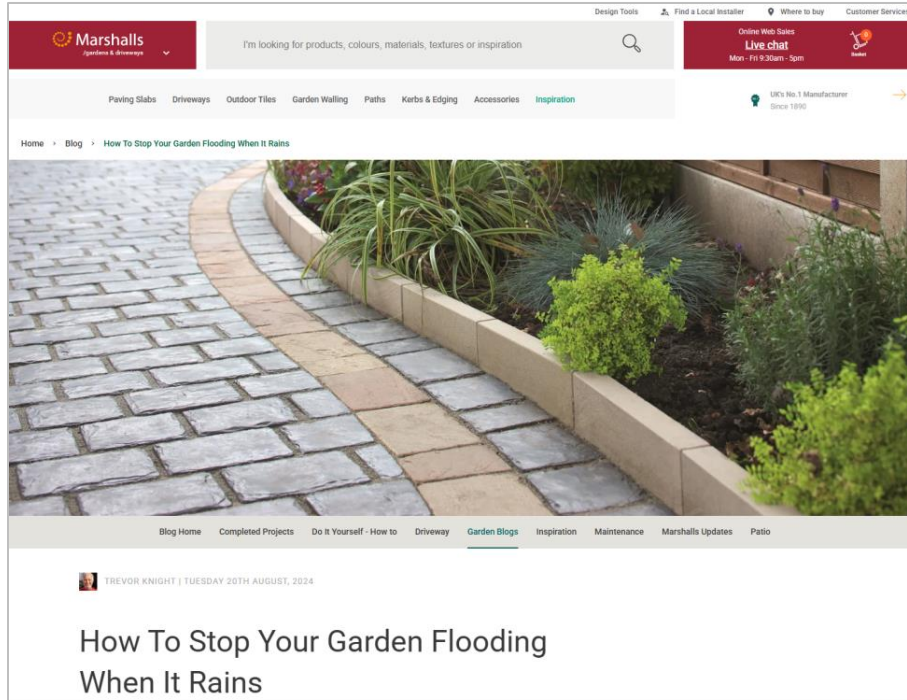 Design Tools Find a Local Installer Where to buy Customer Services
Marshalls
/gardens & driveways
I'm looking for products, colours, materials, textures or inspiration
Online Web Sales
Live chat
Mon - Fri 9:30am - 5pm
0
Basket
Paving Slabs Driveways Outdoor Tiles Garden Walling Paths Kerbs & Edging Accessories Inspiration
UK's No.1 Manufacturer
Since 1890
Home > Blog > How To Stop Your Garden Flooding When It Rains
Blog Home Completed Projects Do It Yourself - How to Driveway Garden Blogs Inspiration Maintenance Marshalls Updates Patio
TREVOR KNIGHT | TUESDAY 20TH AUGUST, 2024
How To Stop Your Garden Flooding
When It Rains